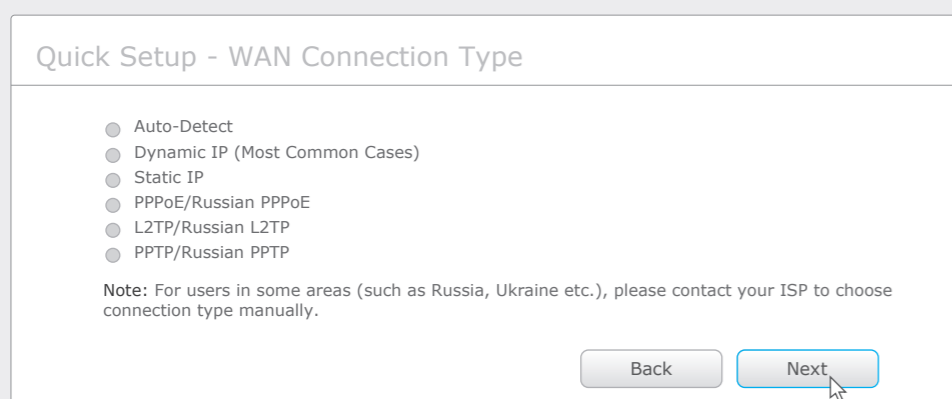 Quick Setup - WAN Connection Type
Auto-Detect
Dynamic IP (Most Common Cases)
Static IP
PPPoE/Russian PPPoE
L2TP/Russian L2TP
PPTP/Russian PPTP
Note: For users in some areas (such as Russia, Ukraine etc.), please contact your ISP to choose
connection type manually.
Back
Next